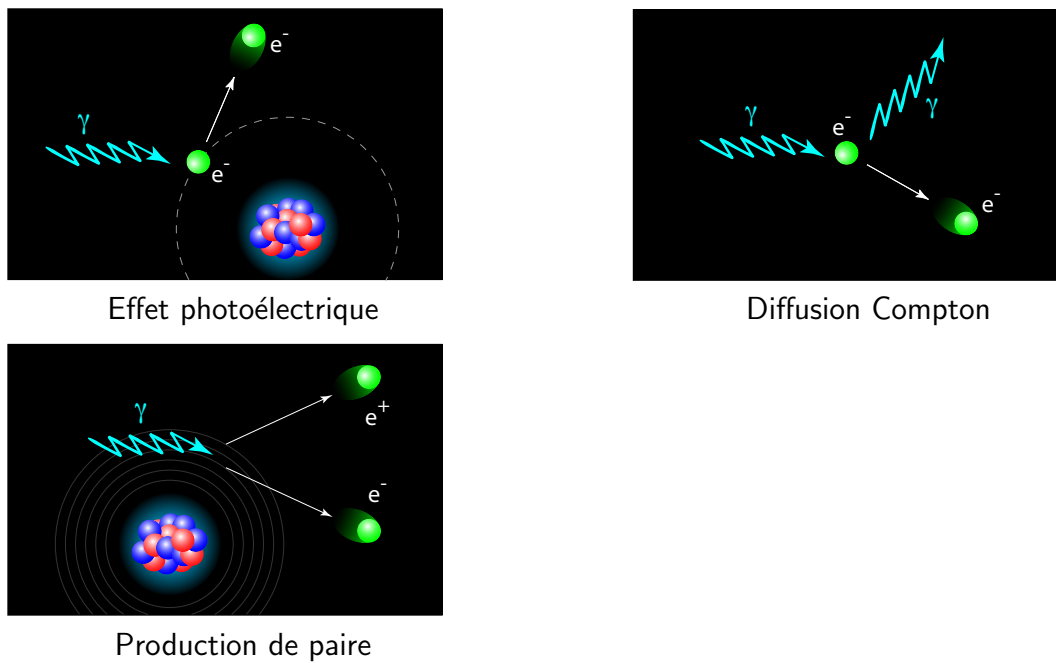 e-
γ
e-
Effet photoélectrique
γ
e-
γ
e-
Diffusion Compton
γ
e+
e-
Production de paire